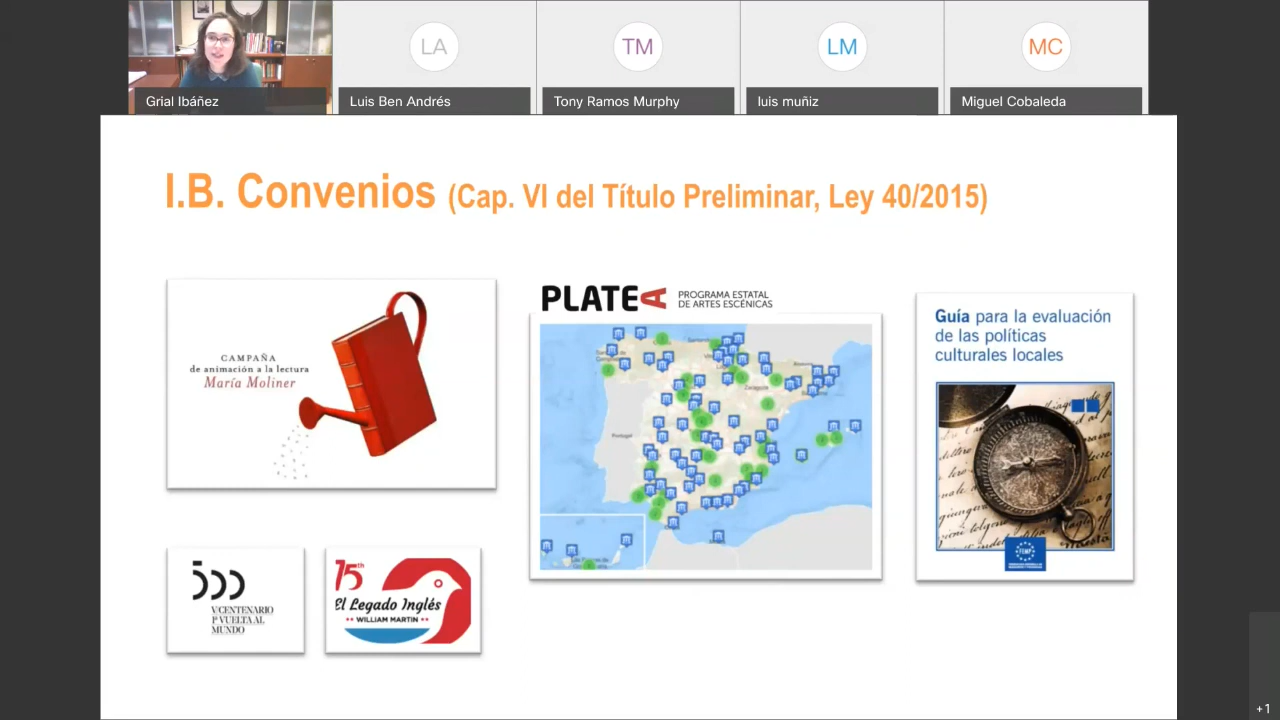 LA
TM
LM
MC
Grial Ibáñez
Luis Ben Andrés
Tony Ramos Murphy
luis muñiz
Miguel Cobaleda
I.B. Convenios (Cap. VI del Título Preliminar, Ley 40/2015)
CAMPAÑA
de animación a la lectura
María Moliner
PLATEA
PROGRAMA ESTATAL
DE ARTES ESCÉNICAS
Portugal
Zaragoza
Guía para la evaluación
de las políticas
culturales locales
FEMP
500
V CENTENARIO
1ª VUELTA AL
MUNDO
75th
El Legado Inglés
WILLIAM MARTIN
+1